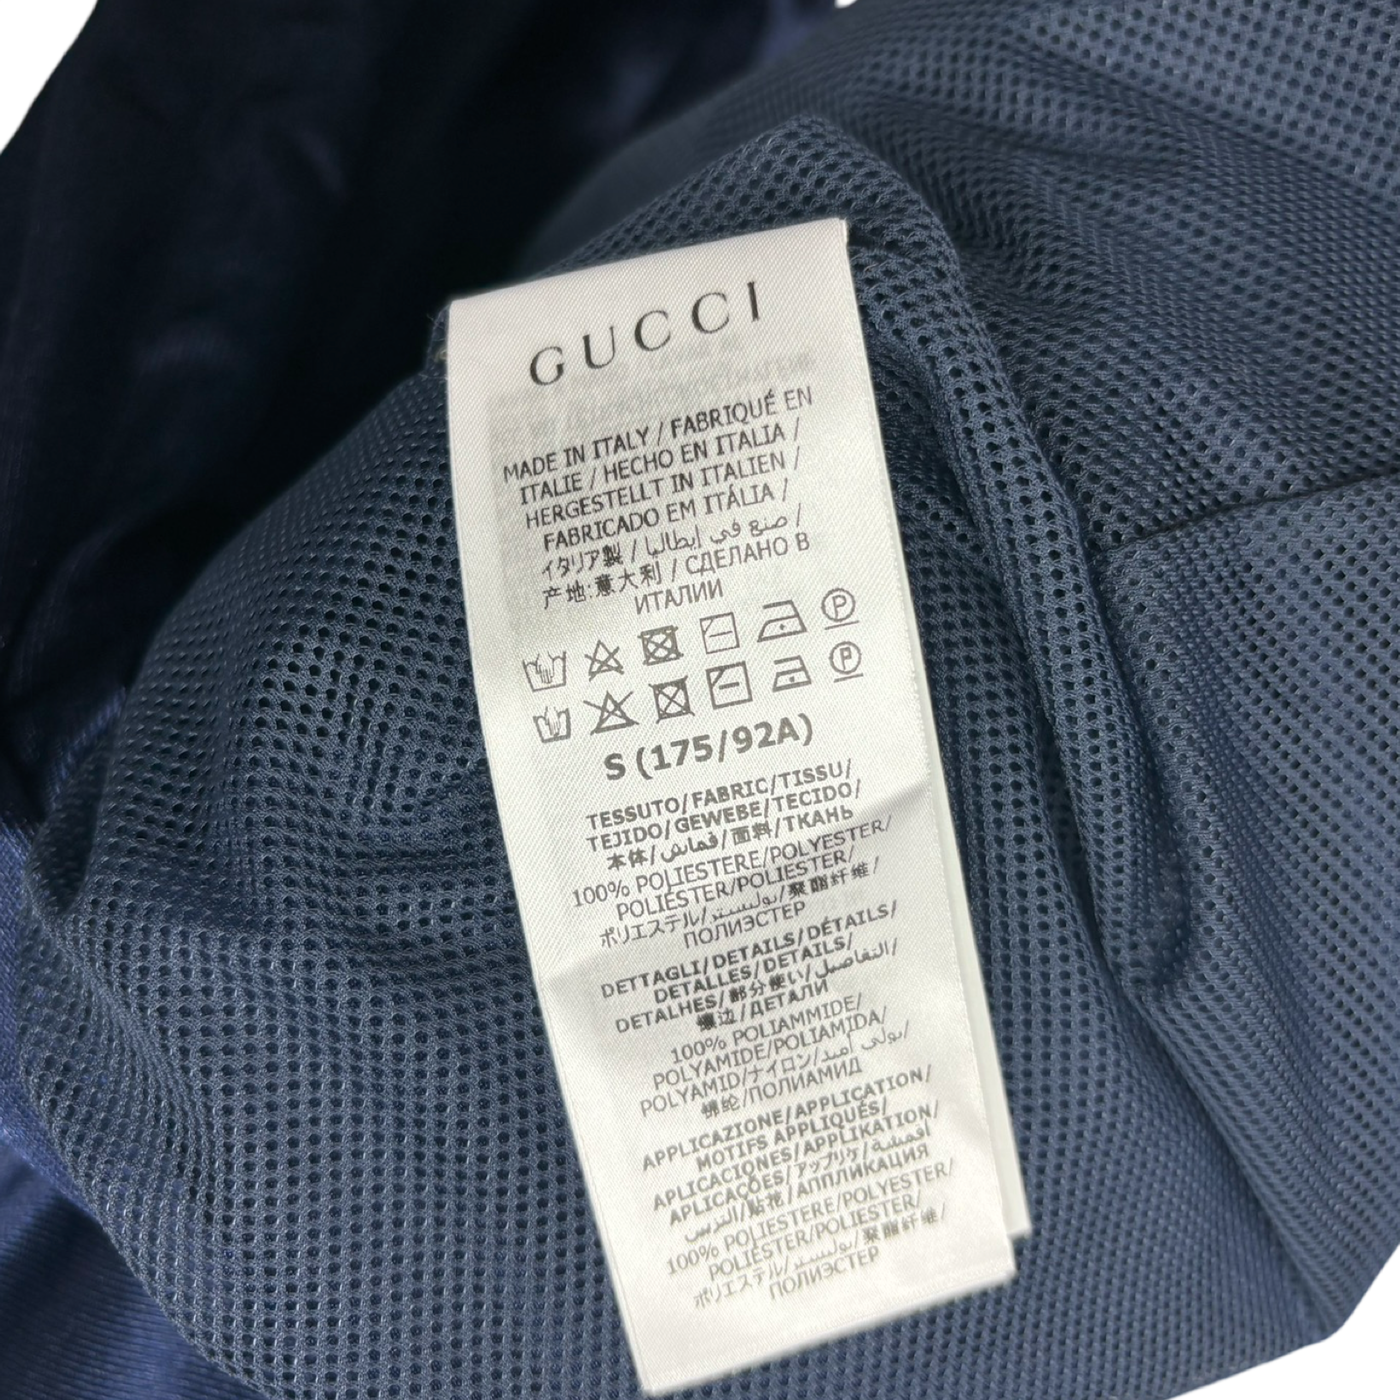 GUCCI
MADE IN ITALY / FABRIQUÉ EN
ITALIE / HECHO EN ITALIA /
HERGESTELLT IN ITALIEN /
FABRICADO EM ITÁLIA /
イタリア製 / صنع في إيطاليا /
产地:意大利 / СДЕЛАНО В
ИТАЛИИ
P
P
S (175/92A)
TESSUTO/FABRIC/TISSU/
TEJIDO/GEWEBE/TECIDO/
本体/قماش/面料/ТКАНЬ
100% POLIESTERE/POLYESTER/
POLIÉSTER/POLIÉSTER/
ポリエステル/بوليستر/聚酯纤维/
ПОЛИЭСТЕР
DETTAGLI/DETAILS/DÉTAILS/
DETALLES/DETAILS/
DETALHES/部分使い/التفاصيل/
镶边/ДЕТАЛИ
100% POLIAMMIDE/
POLYAMIDE/POLIAMIDA/
POLYAMID/ナイロン/بولي أميد/
锦纶/ПОЛИАМИД
APPLICAZIONE/APPLICATION/
MOTIFS APPLIQUÉS/
APLICACIONES/APPLIKATION/
APLICAÇÕES/アップリケ/أقمشة
التزيين/贴花/АППЛИКАЦИЯ
100% POLIESTERE/POLYESTER/
POLIÉSTER/POLIÉSTER/
ポリエステル/بوليستر/聚酯纤维/
ПОЛИЭСТЕР